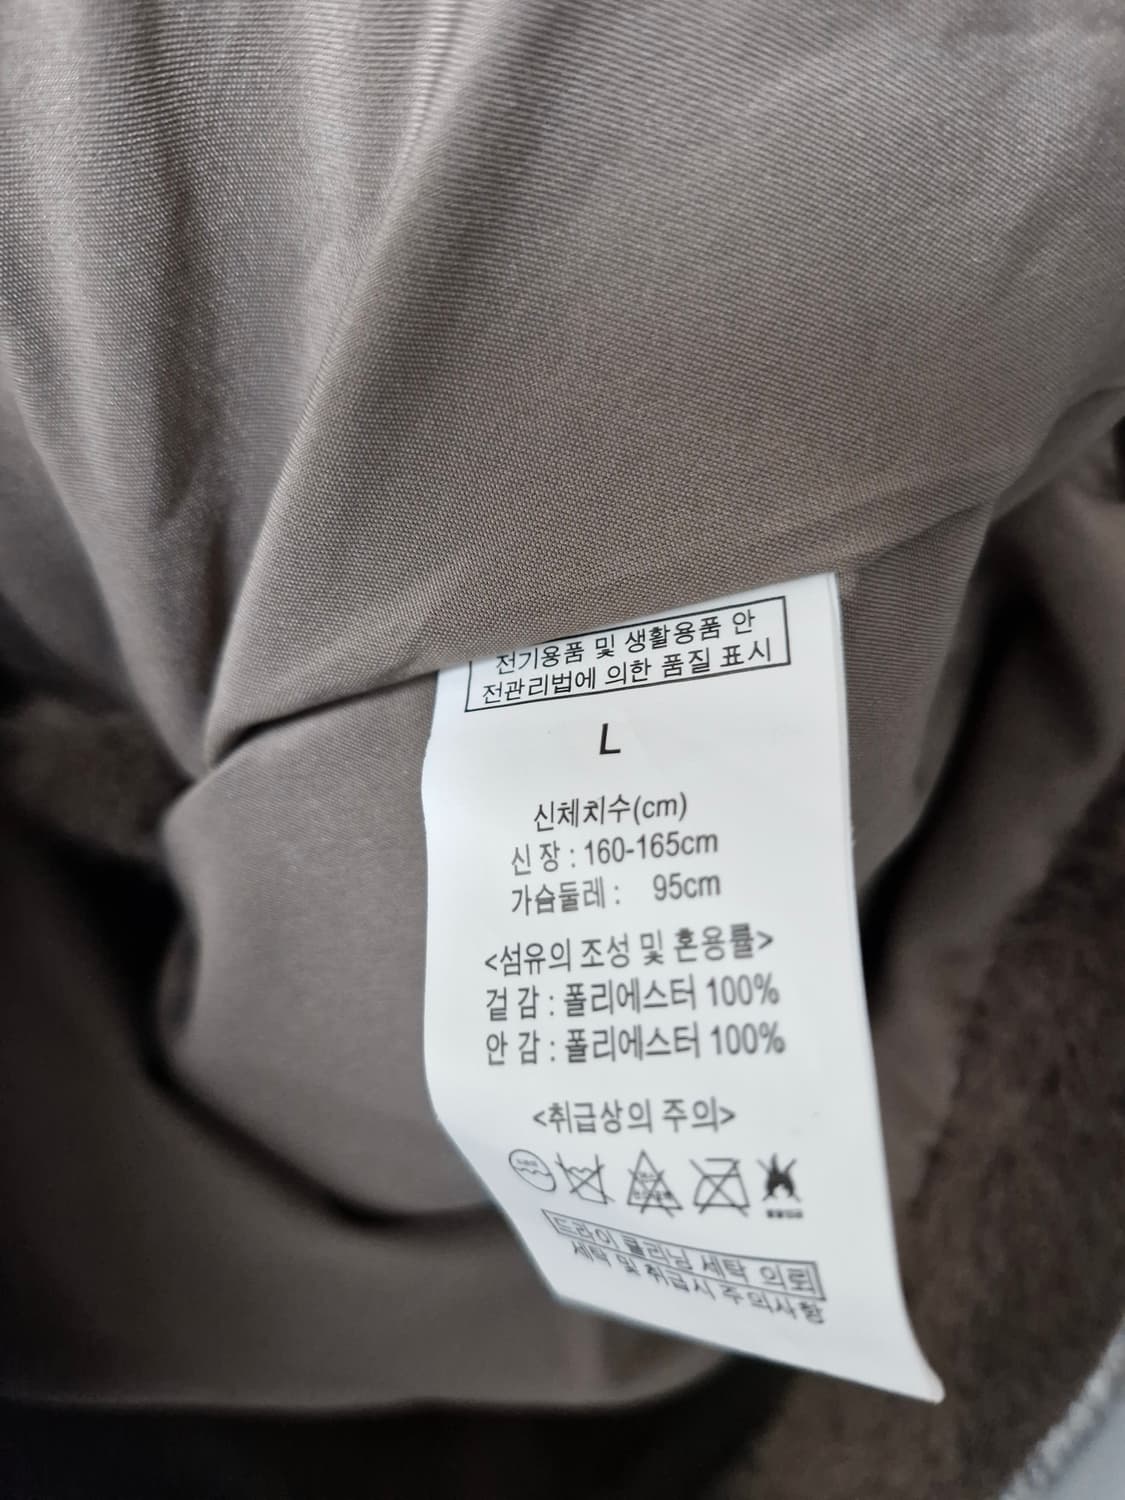 전기용품 및 생활용품 안
전관리법에 의한 품질 표시
L
신체치수(cm)
신 장 : 160-165cm
가슴둘레 : 95cm
<섬유의 조성 및 혼용률>
겉 감 : 폴리에스터 100%
안 감 : 폴리에스터 100%
<취급상의 주의>
드라이 클리닝 세탁 의뢰
세탁 및 취급시 주의사항